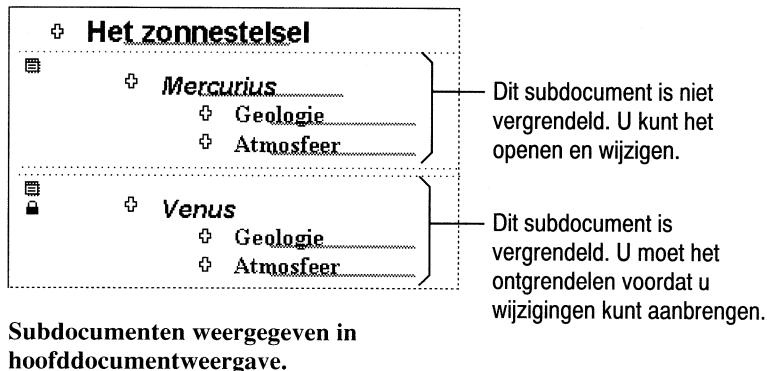 Het zonnestelsel
Mercurius
Geologie
Atmosfeer
Dit subdocument is niet
vergrendeld. U kunt het
openen en wijzigen.
Venus
Geologie
Atmosfeer
Dit subdocument is
vergrendeld. U moet het
ontgrendelen voordat u
wijzigingen kunt aanbrengen.
Subdocumenten weergegeven in
hoofddocumentweergave.